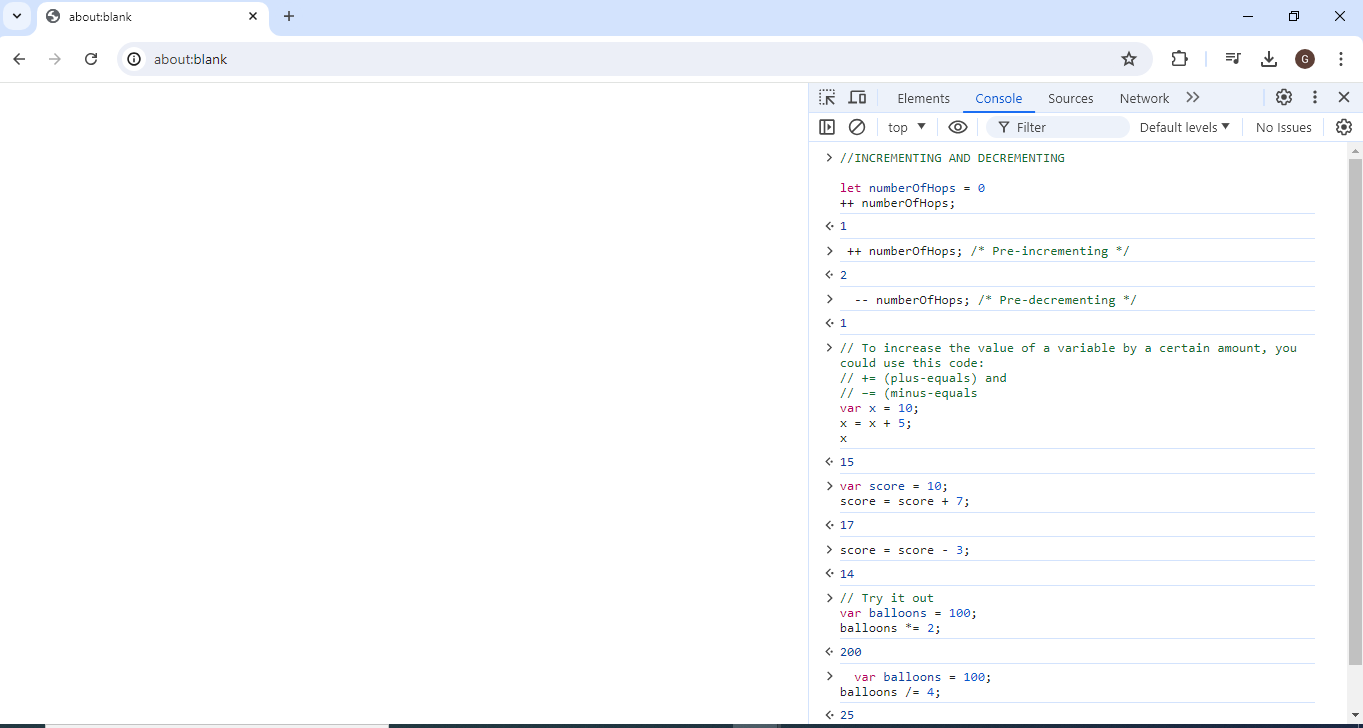 about:blank
about:blank
G
Elements Console Sources Network
top Filter Default levels No Issues
//INCREMENTING AND DECREMENTING
let numberOfHops = 0
++ numberOfHops;
1
++ numberOfHops; /* Pre-incrementing */
2
-- numberOfHops; /* Pre-decrementing */
1
// To increase the value of a variable by a certain amount, you
could use this code:
// += (plus-equals) and
// −= (minus-equals
var x = 10;
x = x + 5;
x
15
var score = 10;
score = score + 7;
17
score = score - 3;
14
// Try it out
var balloons = 100;
balloons *= 2;
200
var balloons = 100;
balloons /= 4;
25